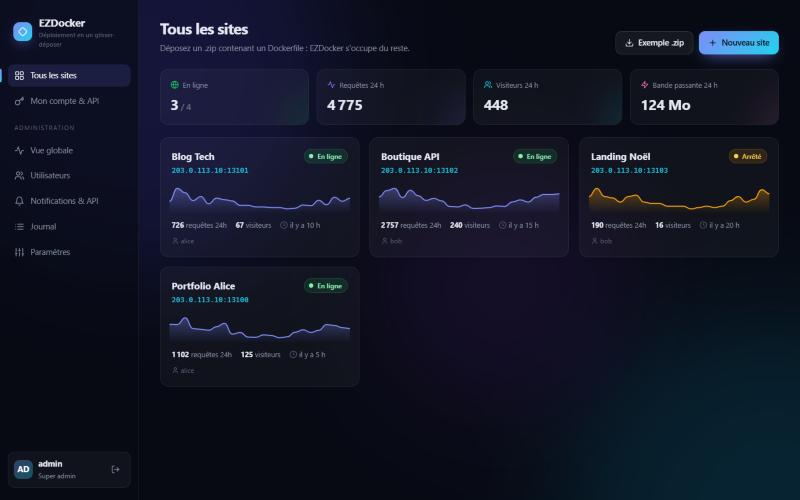 EZDocker
Déploiement en un glisser-
déposer
Tous les sites
Mon compte & API
ADMINISTRATION
Vue globale
Utilisateurs
Notifications & API
Journal
Paramètres
AD
admin
Super admin
Tous les sites
Déposez un .zip contenant un Dockerfile : EZDocker s'occupe du reste.
Exemple .zip
Nouveau site
En ligne
3 / 4
Requêtes 24 h
4 775
Visiteurs 24 h
448
Bande passante 24 h
124 Mo
Blog Tech
En ligne
203.0.113.10:13101
726 requêtes 24h 67 visiteurs il y a 10 h
alice
Boutique API
En ligne
203.0.113.10:13102
2 757 requêtes 24h 240 visiteurs il y a 15 h
bob
Landing Noël
Arrêté
203.0.113.10:13103
190 requêtes 24h 16 visiteurs il y a 20 h
bob
Portfolio Alice
En ligne
203.0.113.10:13100
1 102 requêtes 24h 125 visiteurs il y a 5 h
alice